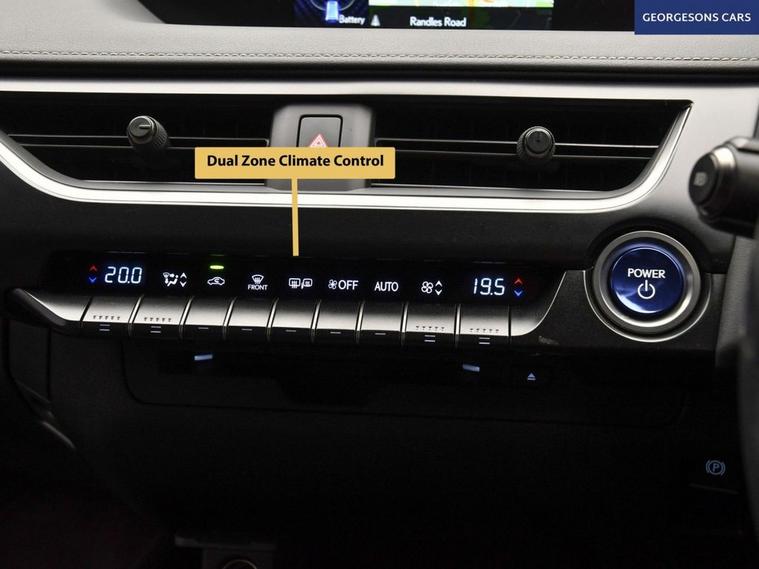 Battery
Randles Road
GEORGESONS CARS
Dual Zone Climate Control
20.0
FRONT
OFF
AUTO
19.5
POWER
P